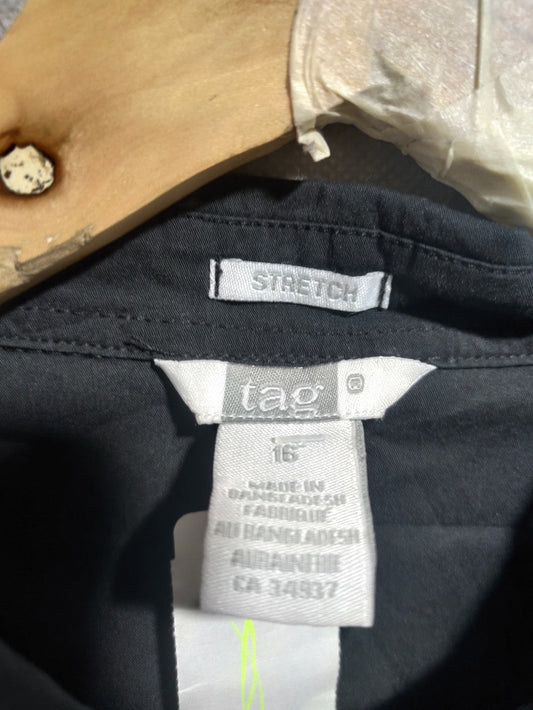 STRETCH
tag ®
16
MADE IN
BANGLADESH
FABRIQUÉ
AU BANGLADESH
CA 34937